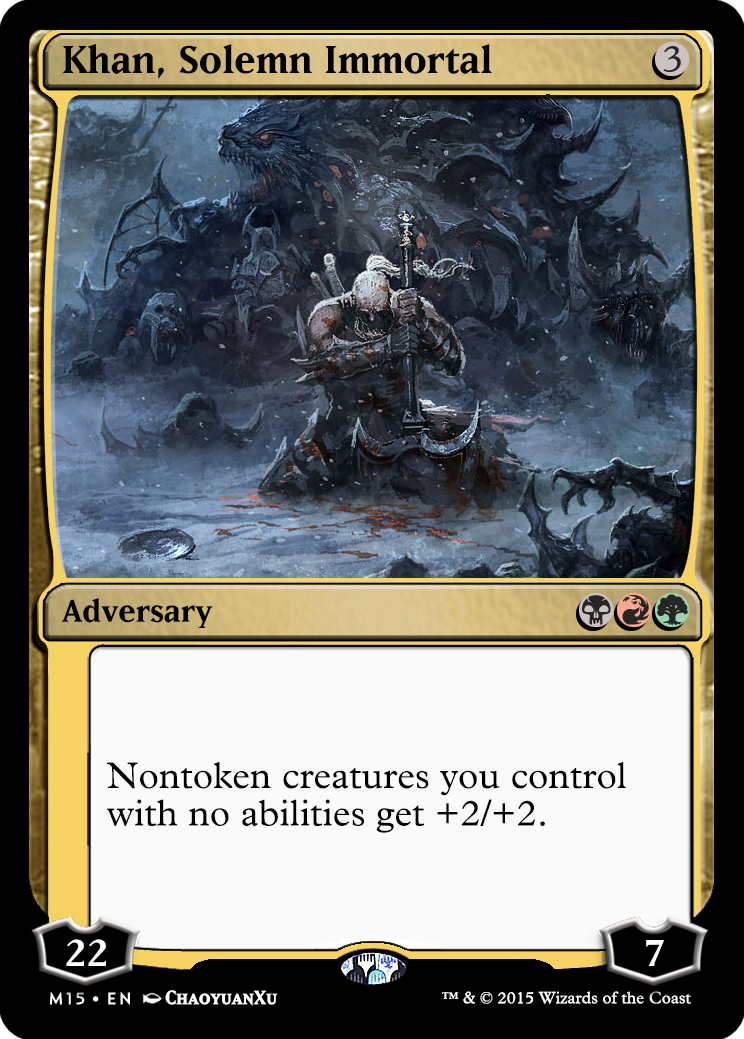 Khan, Solemn Immortal 3
Adversary
Nontoken creatures you control
with no abilities get +2/+2.
22 7
M15 • EN ChaoyuanXu ™ & © 2015 Wizards of the Coast